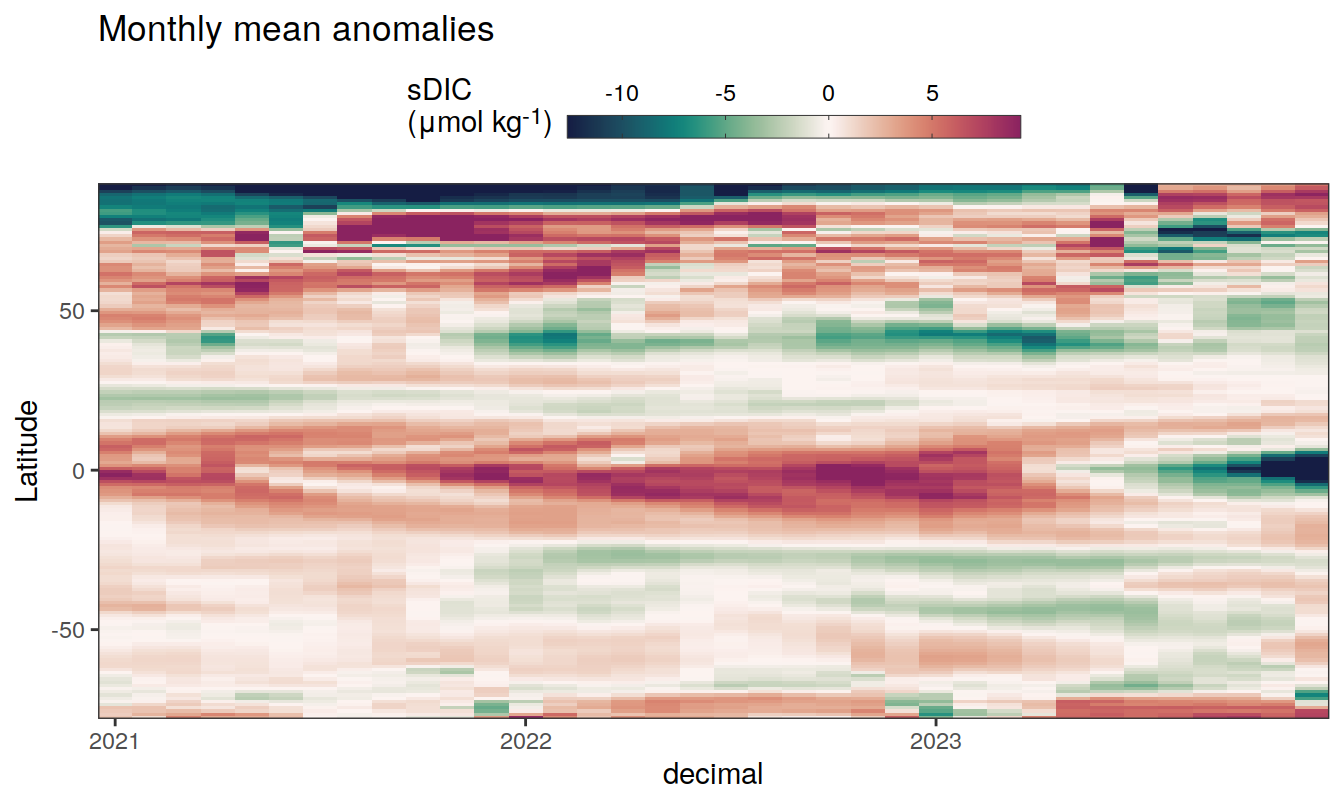 Monthly mean anomalies
sDIC
(µmol kg-1)
-10 -5 0 5
Latitude
50
0
-50
2021 2022 2023
decimal